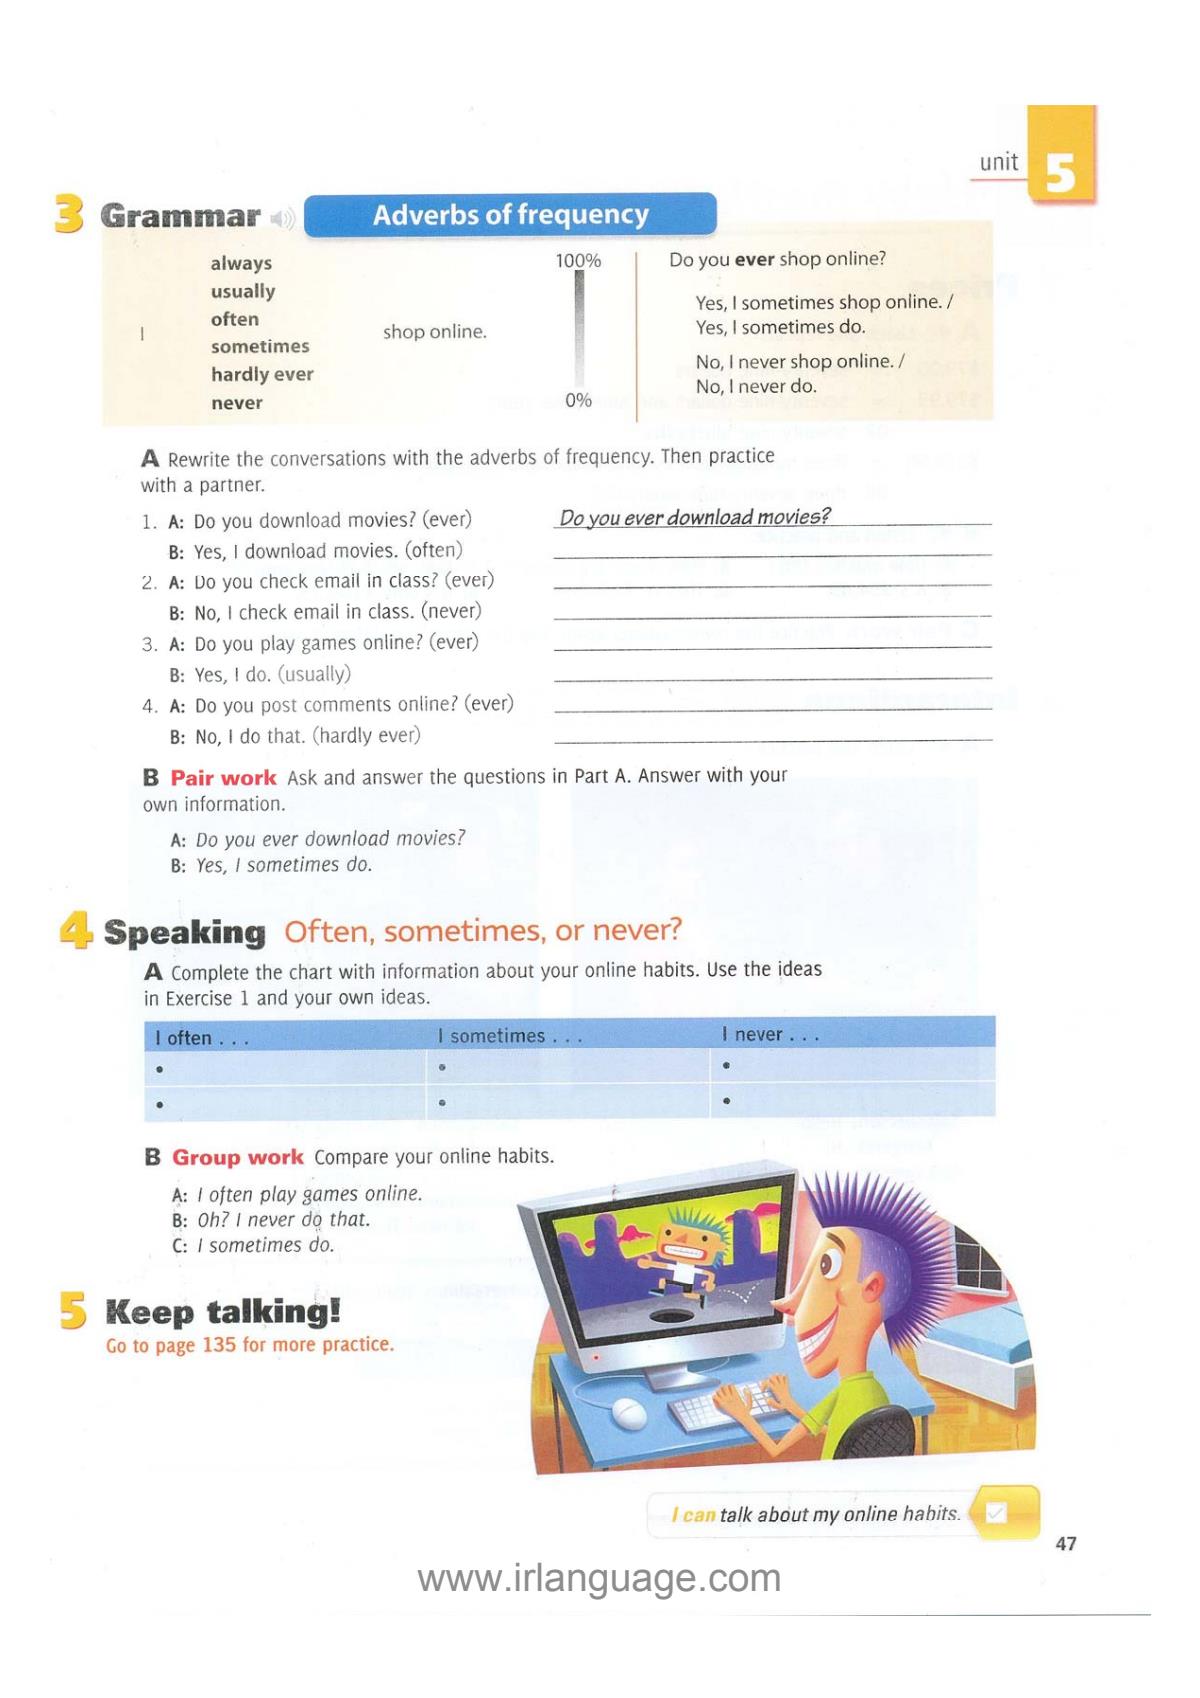 unit 5
3 Grammar Adverbs of frequency
I
always
usually
often
sometimes
hardly ever
never
shop online.
100%
0%
Do you ever shop online?
Yes, I sometimes shop online. /
Yes, I sometimes do.
No, I never shop online. /
No, I never do.
A Rewrite the conversations with the adverbs of frequency. Then practice
with a partner.
1. A: Do you download movies? (ever) Do you ever download movies?
B: Yes, I download movies. (often)
2. A: Do you check email in class? (ever)
B: No, I check email in class. (never)
3. A: Do you play games online? (ever)
B: Yes, I do. (usually)
4. A: Do you post comments online? (ever)
B: No, I do that. (hardly ever)
B Pair work Ask and answer the questions in Part A. Answer with your
own information.
A: Do you ever download movies?
B: Yes, I sometimes do.
4 Speaking Often, sometimes, or never?
A Complete the chart with information about your online habits. Use the ideas
in Exercise 1 and your own ideas.
I often . . . I sometimes . . . I never . . .
• • •
• • •
B Group work Compare your online habits.
A: I often play games online.
B: Oh? I never do that.
C: I sometimes do.
5 Keep talking!
Go to page 135 for more practice.
I can talk about my online habits.
47
www.irlanguage.com